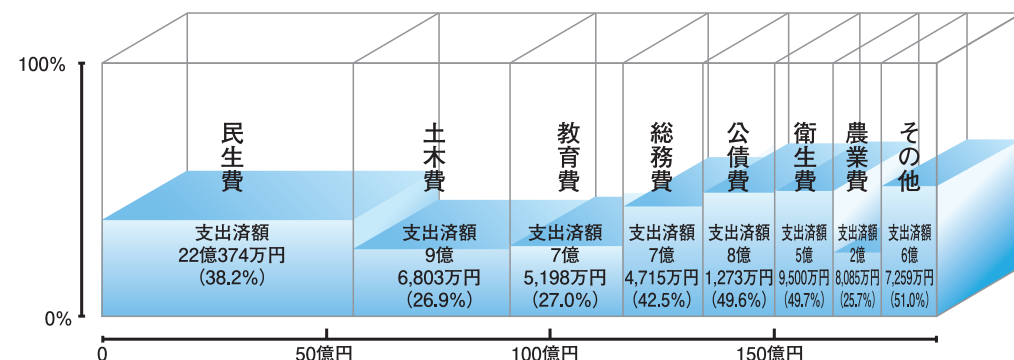 100%
0%
民生費
支出済額
22億374万円
(38.2%)
土木費
支出済額
9億
6,803万円
(26.9%)
教育費
支出済額
7億
5,198万円
(27.0%)
総務費
支出済額
7億
4,715万円
(42.5%)
公債費
支出済額
8億
1,273万円
(49.6%)
衛生費
支出済額
5億
9,500万円
(49.7%)
農業費
支出済額
2億
8,085万円
(25.7%)
その他
支出済額
6億
7,259万円
(51.0%)
0
50億円
100億円
150億円